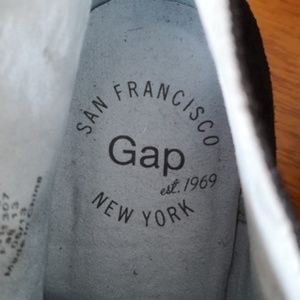 SAN FRANCISCO
Gap
est. 1969
NEW YORK